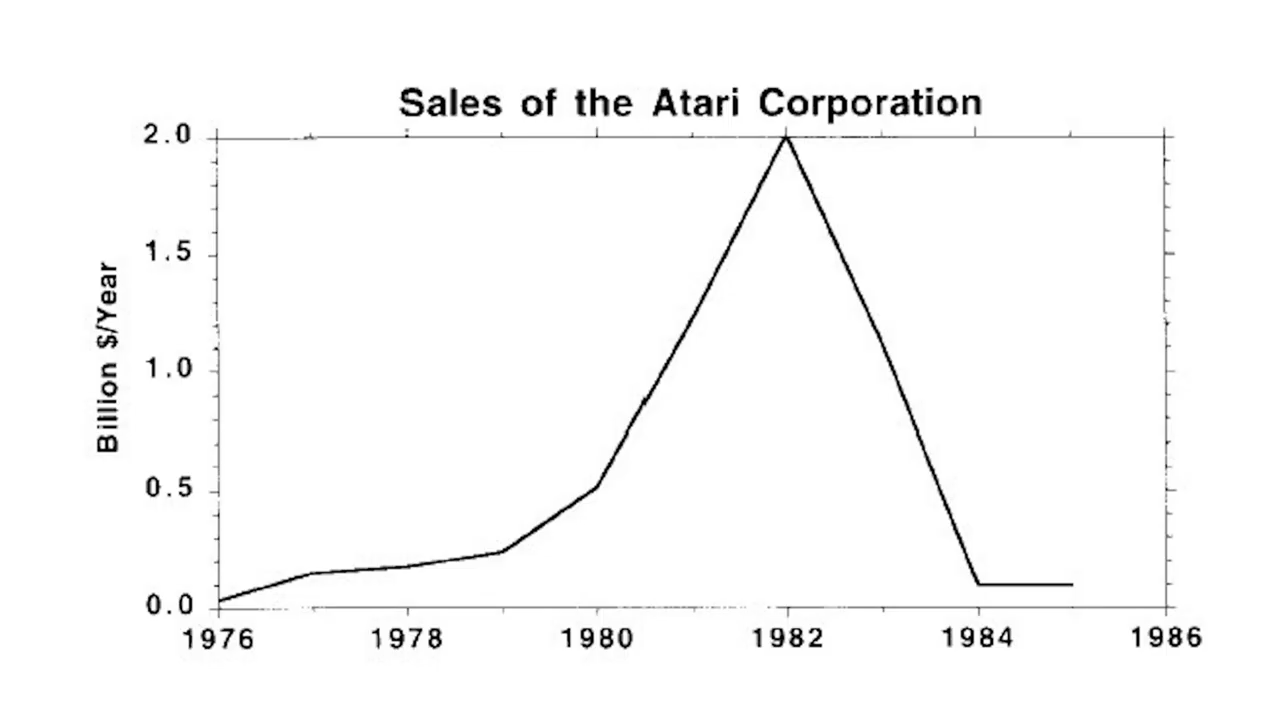 Sales of the Atari Corporation
2.0
1.5
1.0
0.5
0.0
Billion $/Year
1976 1978 1980 1982 1984 1986